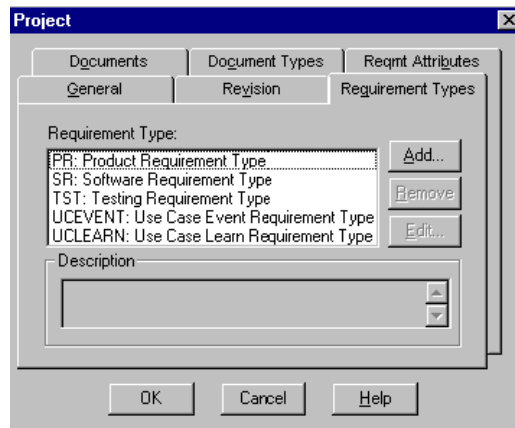 Project
Documents
Document Types
Reqmt Attributes
General
Revision
Requirement Types
Requirement Type:
PR: Product Requirement Type
SR: Software Requirement Type
TST: Testing Requirement Type
UCEVENT: Use Case Event Requirement Type
UCLEARN: Use Case Learn Requirement Type
Add...
Remove
Edit...
Description
OK
Cancel
Help